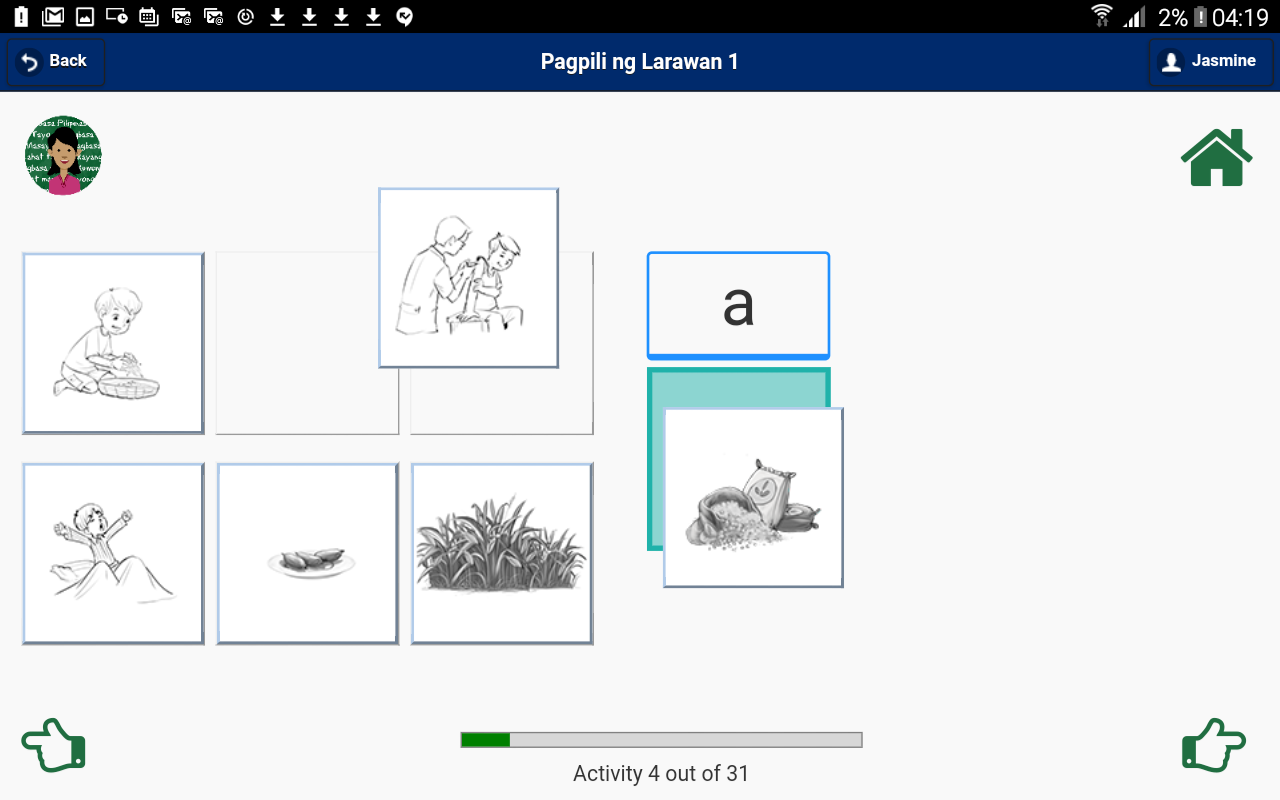 2% 04:19
Back
Pagpili ng Larawan 1
Jasmine
a
Activity 4 out of 31